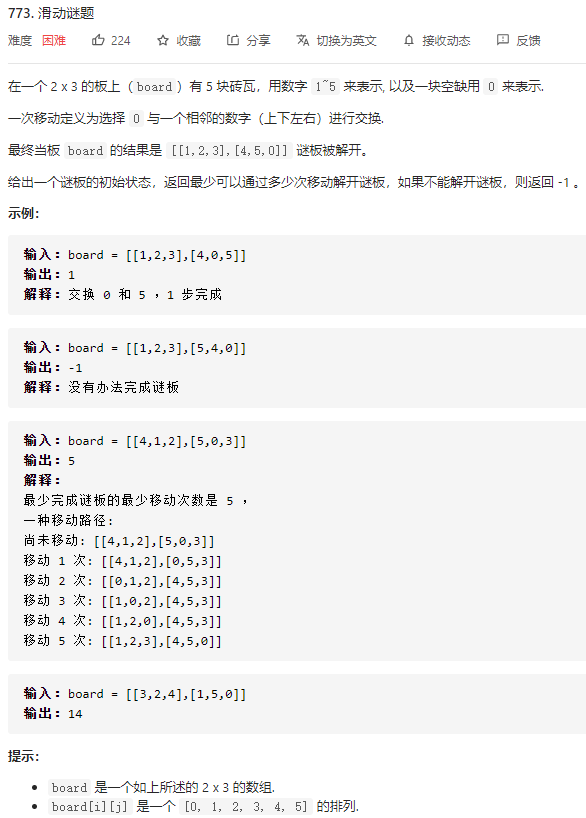 773. 滑动谜题
难度 困难 224 收藏 分享 切换为英文 接收动态 反馈
在一个 2 x 3 的板上（board）有 5 块砖瓦，用数字 1~5 来表示, 以及一块空缺用 0 来表示.
一次移动定义为选择 0 与一个相邻的数字（上下左右）进行交换.
最终当板 board 的结果是 [[1,2,3],[4,5,0]] 谜板被解开。
给出一个谜板的初始状态，返回最少可以通过多少次移动解开谜板，如果不能解开谜板，则返回 -1 。
示例：
输入：board = [[1,2,3],[4,0,5]]
输出：1
解释：交换 0 和 5 ，1 步完成
输入：board = [[1,2,3],[5,4,0]]
输出：-1
解释：没有办法完成谜板
输入：board = [[4,1,2],[5,0,3]]
输出：5
解释：
最少完成谜板的最少移动次数是 5 ，
一种移动路径:
尚未移动: [[4,1,2],[5,0,3]]
移动 1 次: [[4,1,2],[0,5,3]]
移动 2 次: [[0,1,2],[4,5,3]]
移动 3 次: [[1,0,2],[4,5,3]]
移动 4 次: [[1,2,0],[4,5,3]]
移动 5 次: [[1,2,3],[4,5,0]]
输入：board = [[3,2,4],[1,5,0]]
输出：14
提示：
• board 是一个如上所述的 2 x 3 的数组.
• board[i][j] 是一个 [0, 1, 2, 3, 4, 5] 的排列.